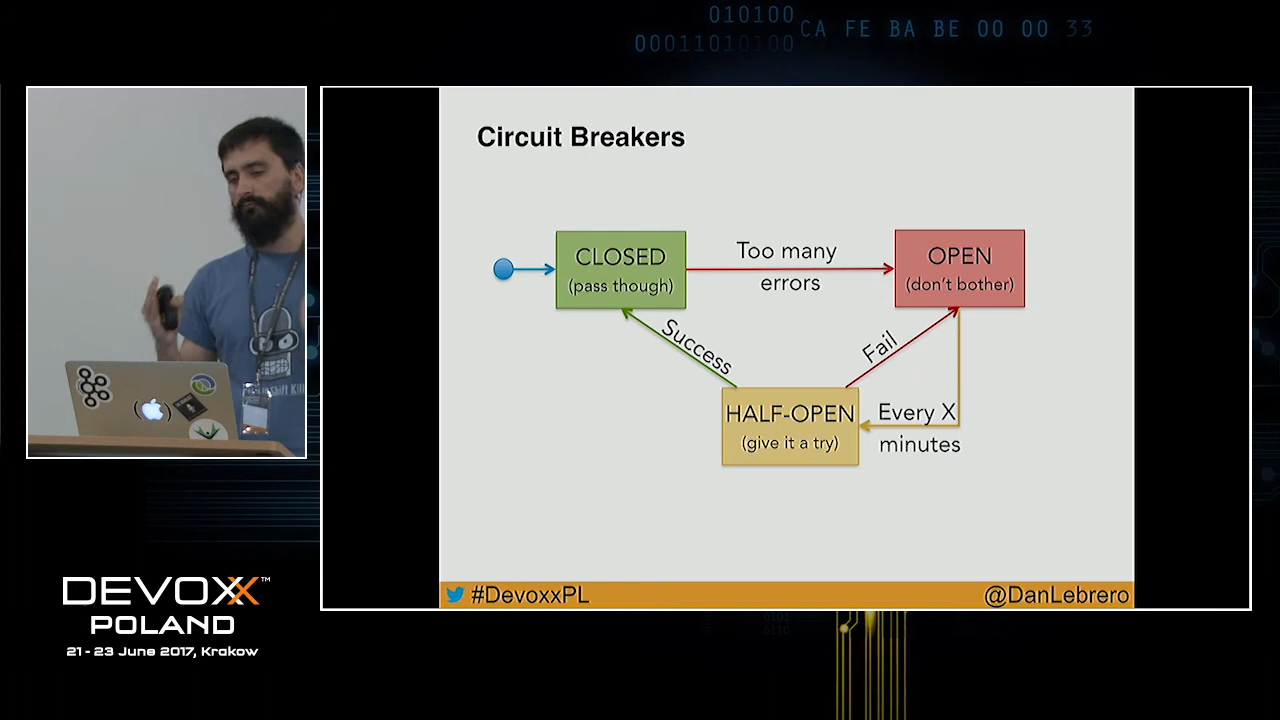 010100
00011010100
CA FE BA BE 00 00 33
Circuit Breakers
CLOSED
(pass though)
Too many
errors
OPEN
(don't bother)
Success
Fail
HALF-OPEN
(give it a try)
Every X
minutes
#DevoxxPL
@DanLebrero
DEVOXX™
POLAND
21 - 23 June 2017, Krakow